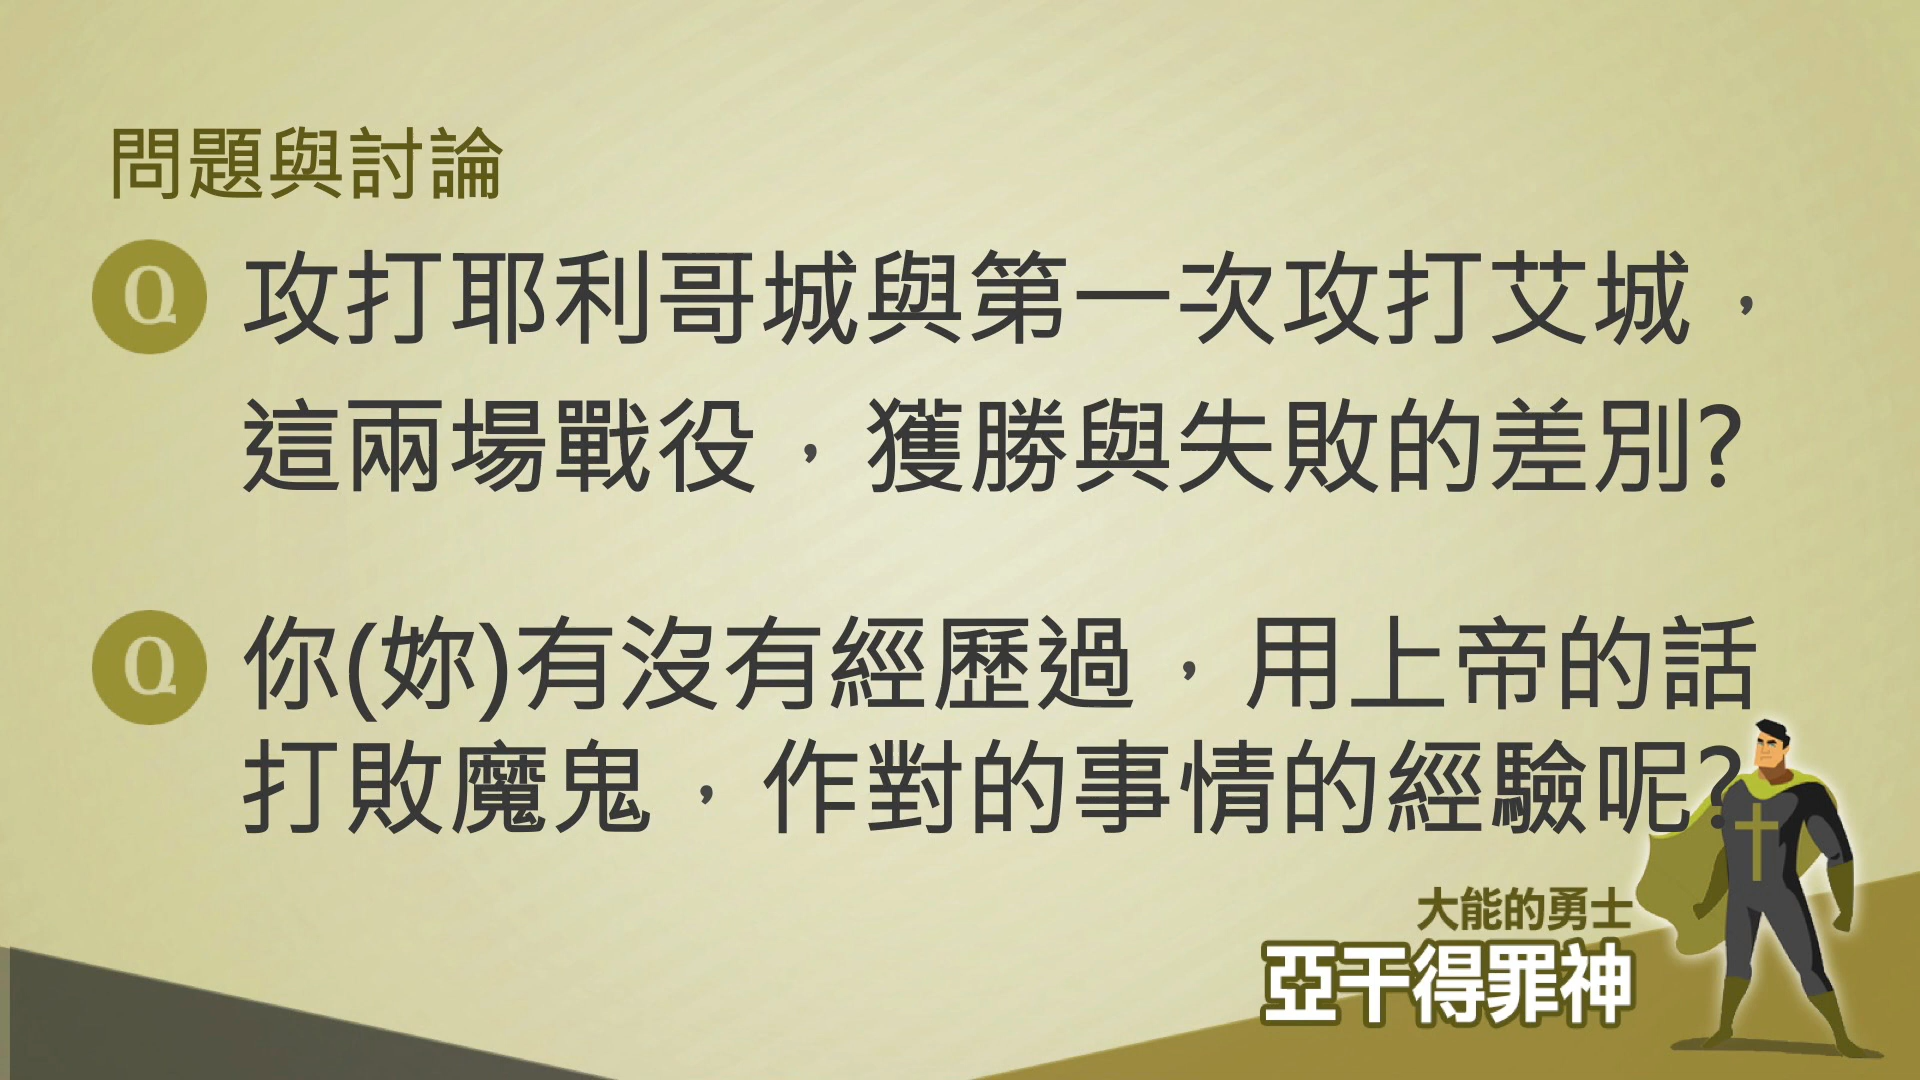 問題與討論
Q 攻打耶利哥城與第一次攻打艾城，
這兩場戰役，獲勝與失敗的差別?
Q 你(妳)有沒有經歷過，用上帝的話
打敗魔鬼，作對的事情的經驗呢?
大能的勇士
亞干得罪神